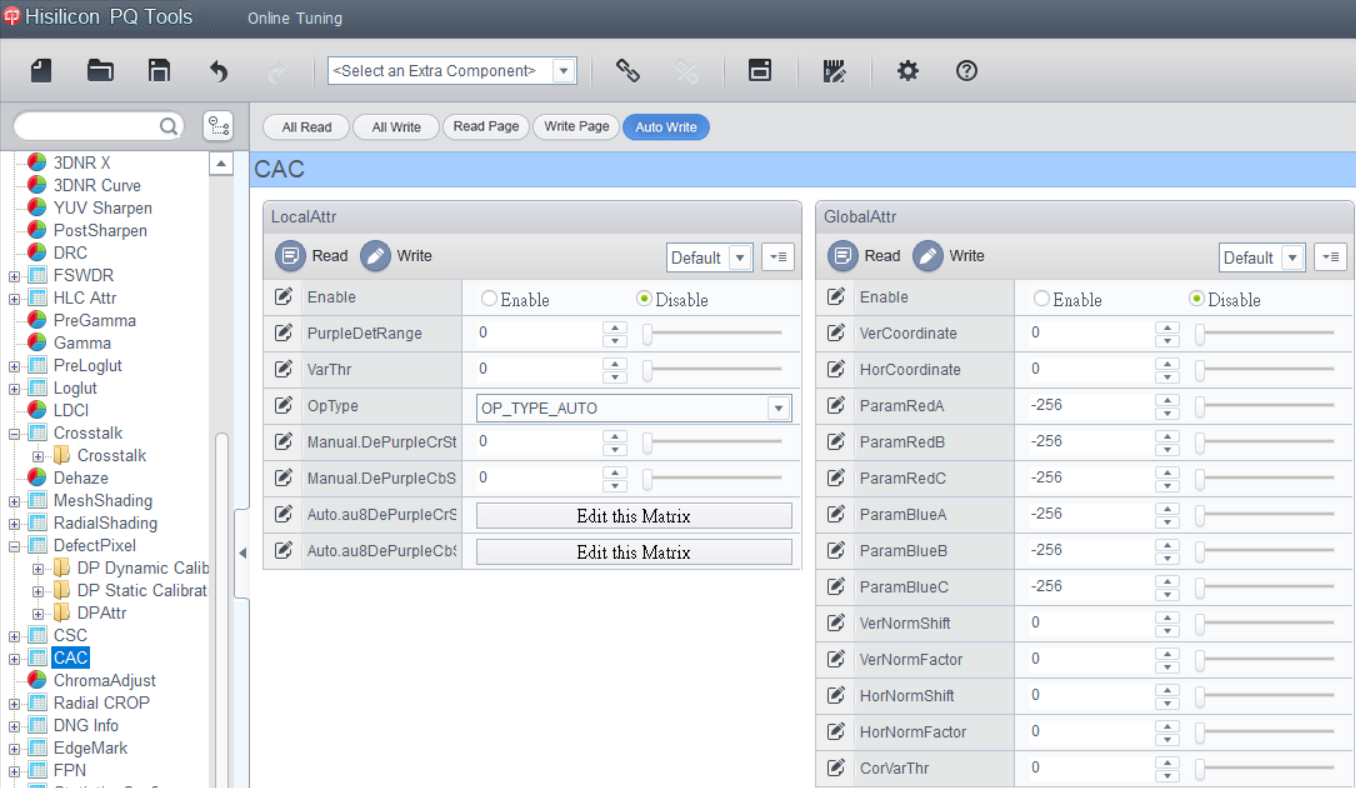 Hisilicon PQ Tools
Online Tuning
<Select an Extra Component>
All Read
All Write
Read Page
Write Page
Auto Write
3DNR X
3DNR Curve
YUV Sharpen
PostSharpen
DRC
FSWDR
HLC Attr
PreGamma
Gamma
PreLoglut
Loglut
LDCI
Crosstalk
Crosstalk
Dehaze
MeshShading
RadialShading
DefectPixel
DP Dynamic Calib
DP Static Calibrat
DPAttr
CSC
CAC
ChromaAdjust
Radial CROP
DNG Info
EdgeMark
FPN
CAC
LocalAttr
Read Write Default
Enable Enable Disable
PurpleDetRange 0
VarThr 0
OpType OP_TYPE_AUTO
Manual.DePurpleCrSt 0
Manual.DePurpleCbS 0
Auto.au8DePurpleCrS Edit this Matrix
Auto.au8DePurpleCbS Edit this Matrix
GlobalAttr
Read Write Default
Enable Enable Disable
VerCoordinate 0
HorCoordinate 0
ParamRedA -256
ParamRedB -256
ParamRedC -256
ParamBlueA -256
ParamBlueB -256
ParamBlueC -256
VerNormShift 0
VerNormFactor 0
HorNormShift 0
HorNormFactor 0
CorVarThr 0